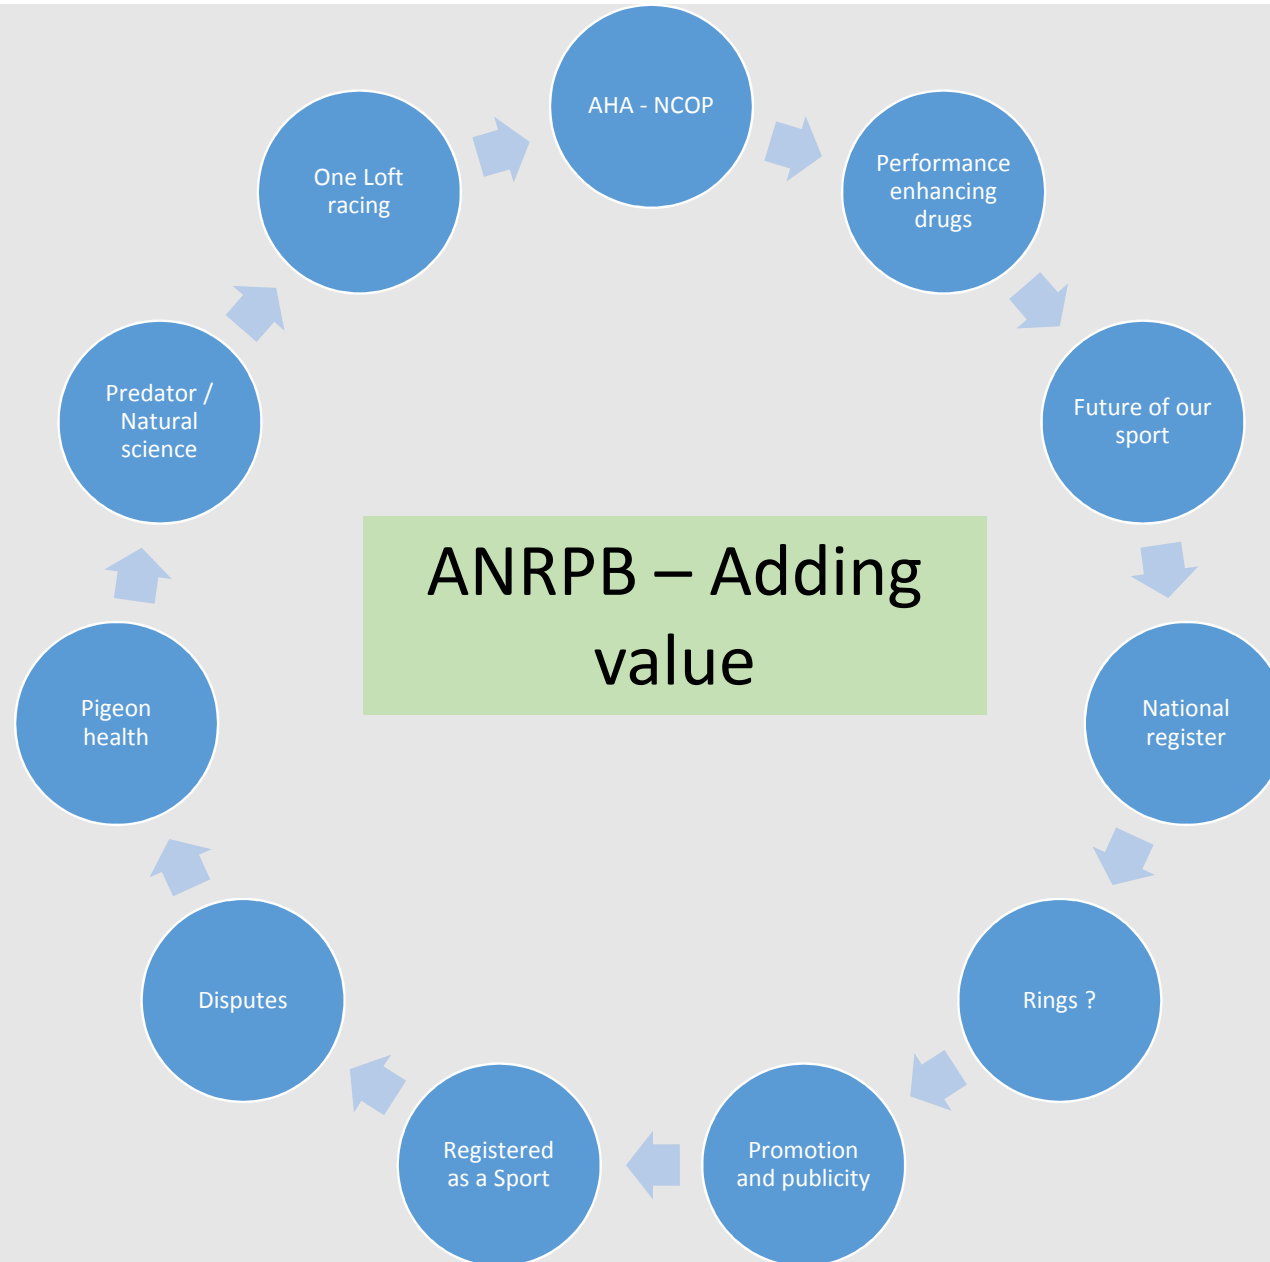 AHA - NCOP
Performance
enhancing
drugs
Future of our
sport
National
register
Rings ?
Promotion
and publicity
Registered
as a Sport
Disputes
Pigeon
health
Predator /
Natural
science
One Loft
racing
ANRPB – Adding
value